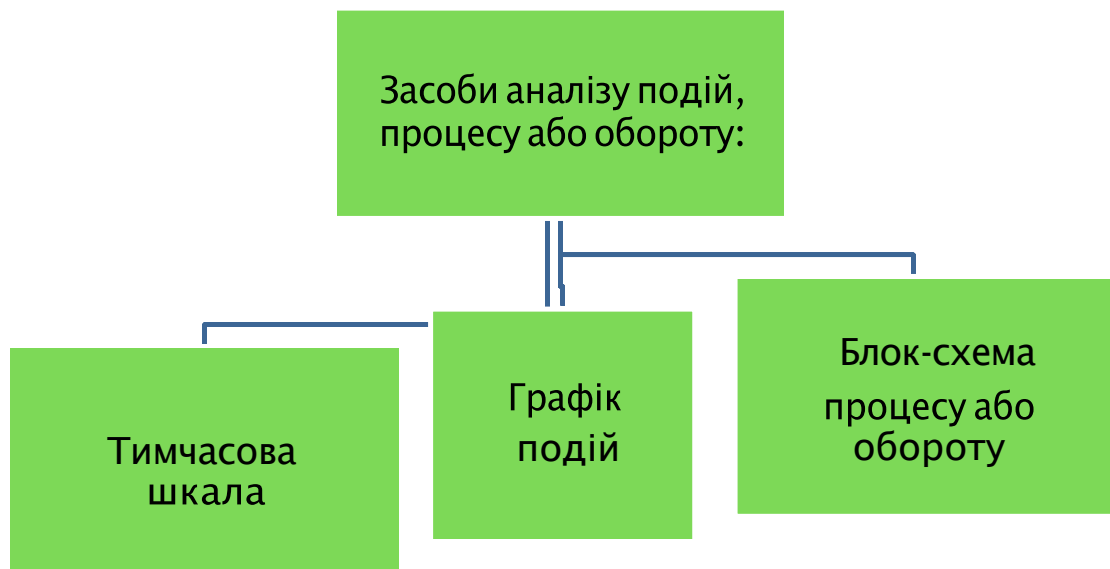 Засоби аналізу подій,
процесу або обороту:
Тимчасова
шкала
Графік
подій
Блок-схема
процесу або
обороту